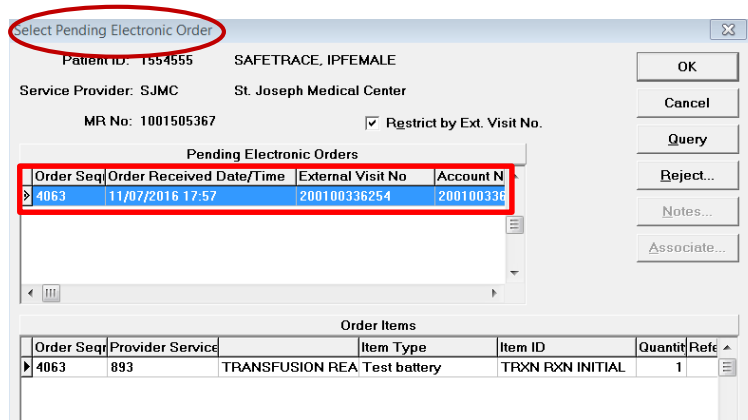 Select Pending Electronic Order
Patient ID: 1554555 SAFETRACE, IPFEMALE
OK
Service Provider: SJMC St. Joseph Medical Center
Cancel
MR No: 1001505367 Restrict by Ext. Visit No.
Query
Pending Electronic Orders
Order Seq Order Received Date/Time External Visit No Account N
Reject...
4063 11/07/2016 17:57 200100336254 200100336
Notes...
Associate...
Order Items
Order Seqr Provider Service Item Type Item ID Quantit Refe
4063 893 TRANSFUSION REA Test battery TRXN RXN INITIAL 1